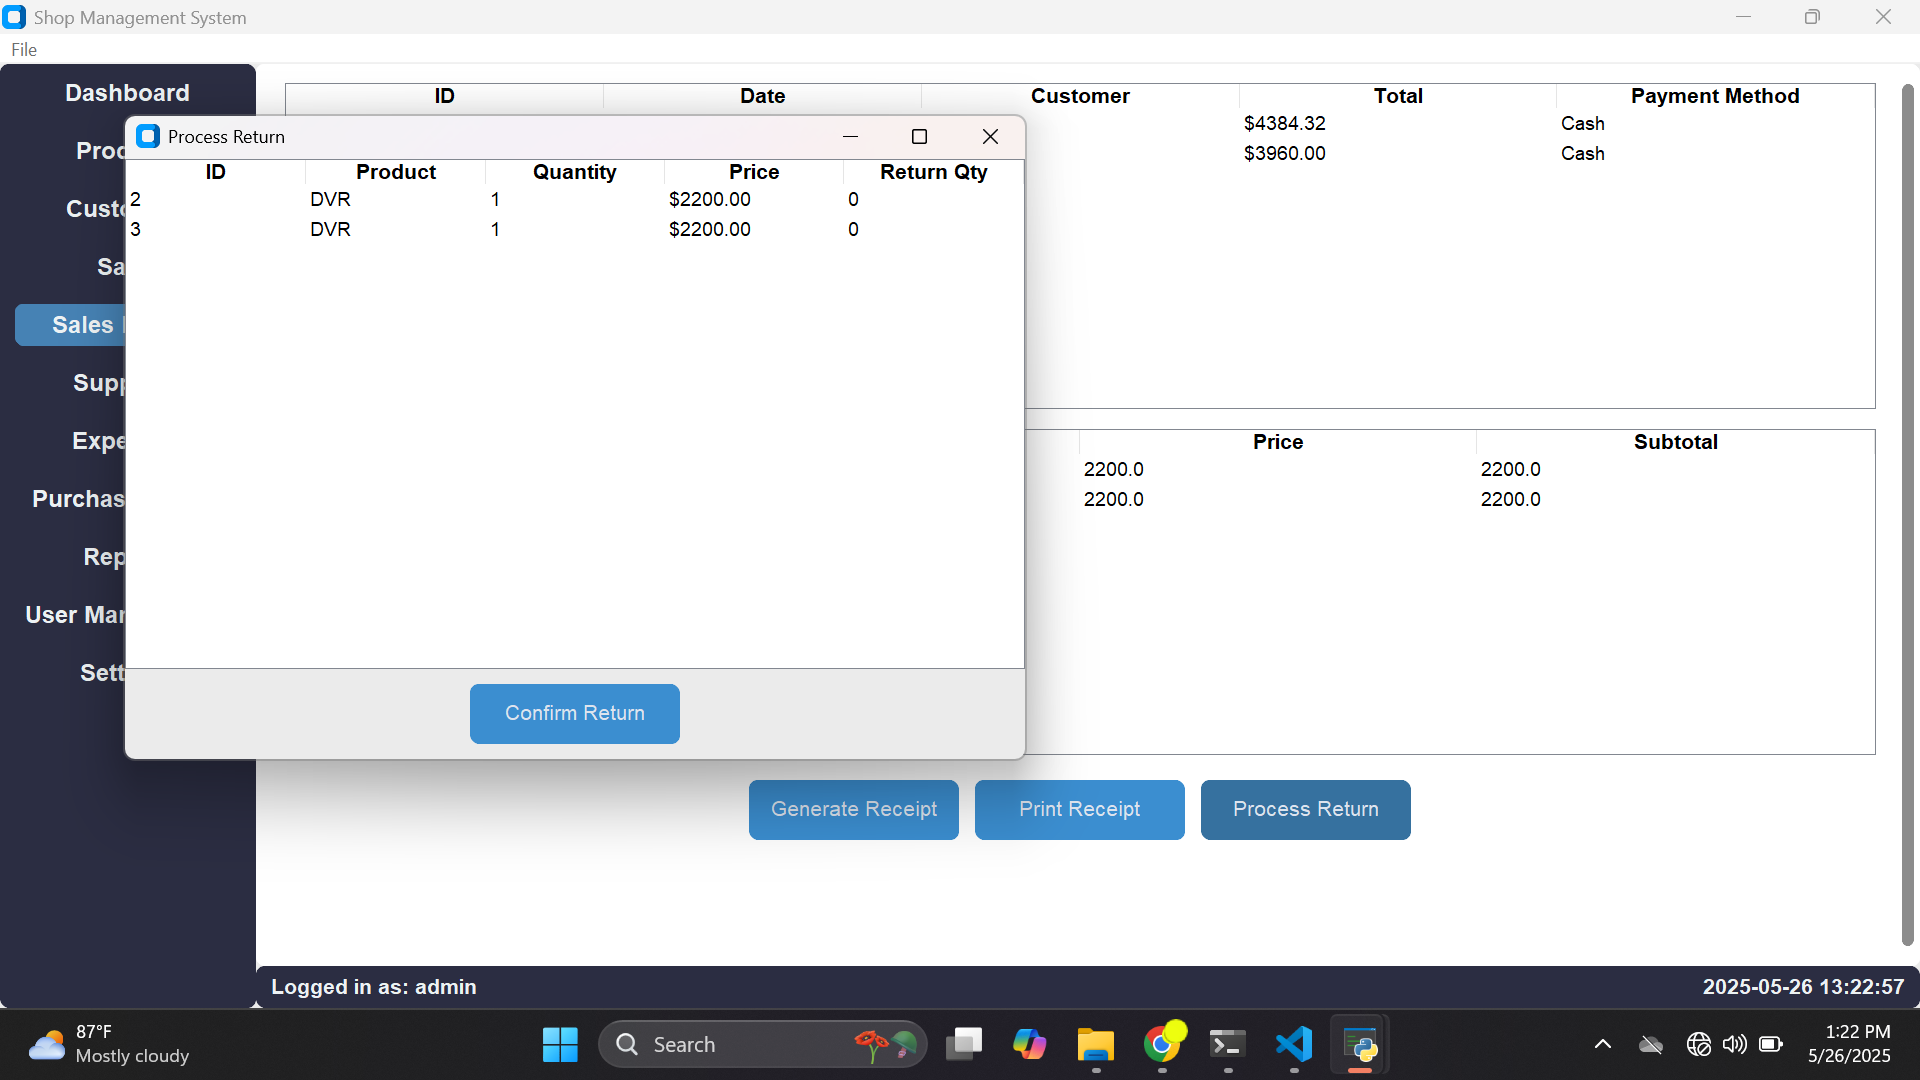 Shop Management System
File
Dashboard
Proc
Custo
Sa
Sales
Supp
Expe
Purchas
Rep
User Mar
Sett
ID Date Customer Total Payment Method
$4384.32 Cash
$3960.00 Cash
Process Return
ID Product Quantity Price Return Qty
2 DVR 1 $2200.00 0
3 DVR 1 $2200.00 0
Confirm Return
Price Subtotal
2200.0 2200.0
2200.0 2200.0
Generate Receipt Print Receipt Process Return
Logged in as: admin 2025-05-26 13:22:57
87°F
Mostly cloudy
Search
1:22 PM
5/26/2025